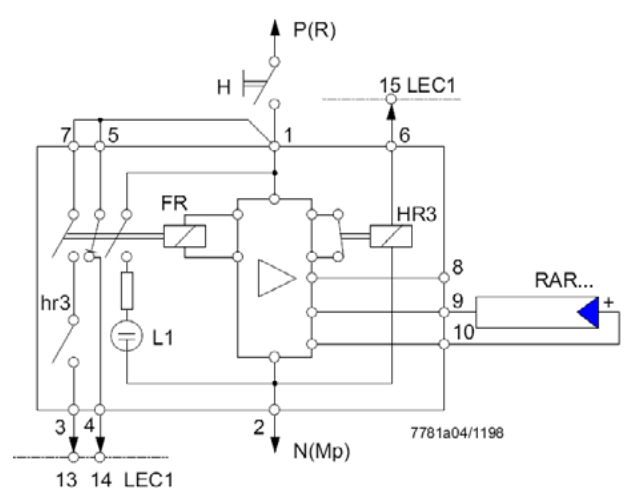 P(R)
H
15 LEC1
7 5 1 6
FR
HR3
8
RAR...
9
+
10
hr3
L1
3 4 2
7781a04/1198
N(Mp)
13 14 LEC1